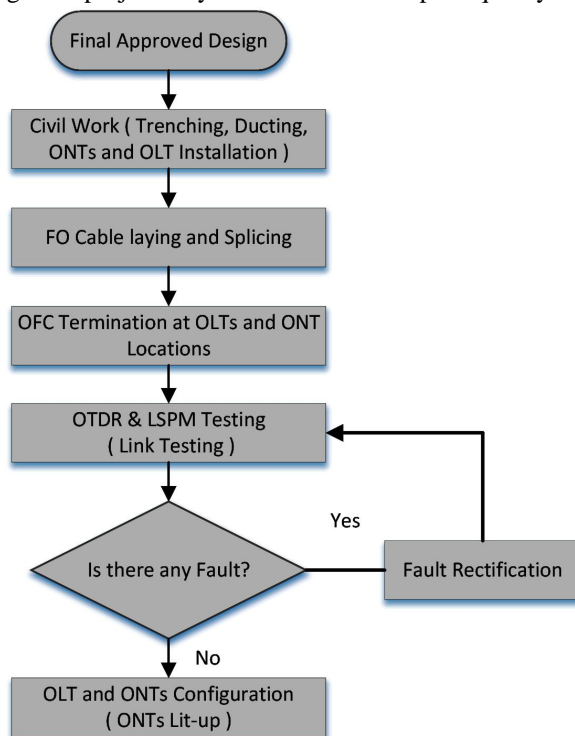 Final Approved Design
Civil Work ( Trenching, Ducting,
ONTs and OLT Installation )
FO Cable laying and Splicing
OFC Termination at OLTs and ONT
Locations
OTDR & LSPM Testing
( Link Testing )
Yes
Is there any Fault?
Fault Rectification
No
OLT and ONTs Configuration
( ONTs Lit-up )